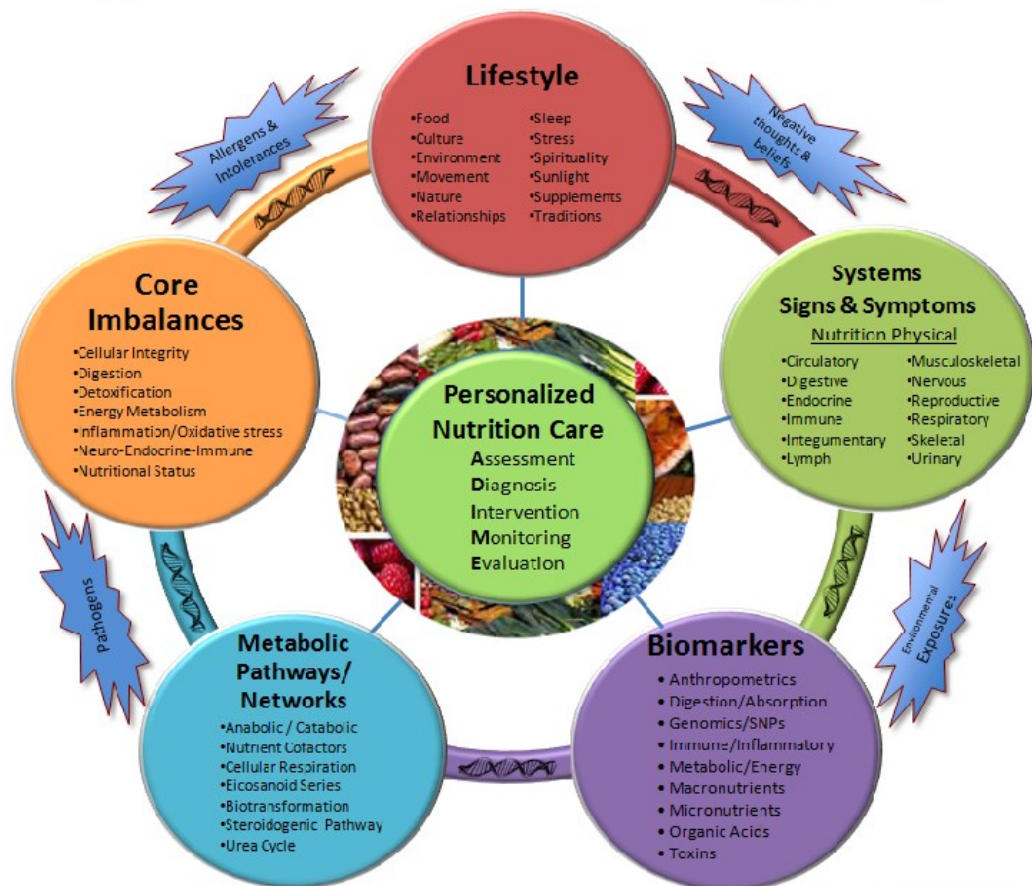 Lifestyle
•Food
•Culture
•Environment
•Movement
•Nature
•Relationships
•Sleep
•Stress
•Spirituality
•Sunlight
•Supplements
•Traditions
Allergens &
Intolerances
Negative
thoughts &
beliefs
Core
Imbalances
•Cellular Integrity
•Digestion
•Detoxification
•Energy Metabolism
•Inflammation/Oxidative stress
•Neuro-Endocrine-Immune
•Nutritional Status
Systems
Signs & Symptoms
Nutrition Physical
•Circulatory
•Digestive
•Endocrine
•Immune
•Integumentary
•Lymph
•Musculoskeletal
•Nervous
•Reproductive
•Respiratory
•Skeletal
•Urinary
Personalized
Nutrition Care
Assessment
Diagnosis
Intervention
Monitoring
Evaluation
Pathogens
Environmental
Exposures
Metabolic
Pathways/
Networks
•Anabolic / Catabolic
•Nutrient Cofactors
•Cellular Respiration
•Eicosanoid Series
•Biotransformation
•Steroidogenic Pathway
•Urea Cycle
Biomarkers
• Anthropometrics
• Digestion/Absorption
• Genomics/SNPs
• Immune/Inflammatory
• Metabolic/Energy
• Macronutrients
• Micronutrients
• Organic Acids
• Toxins